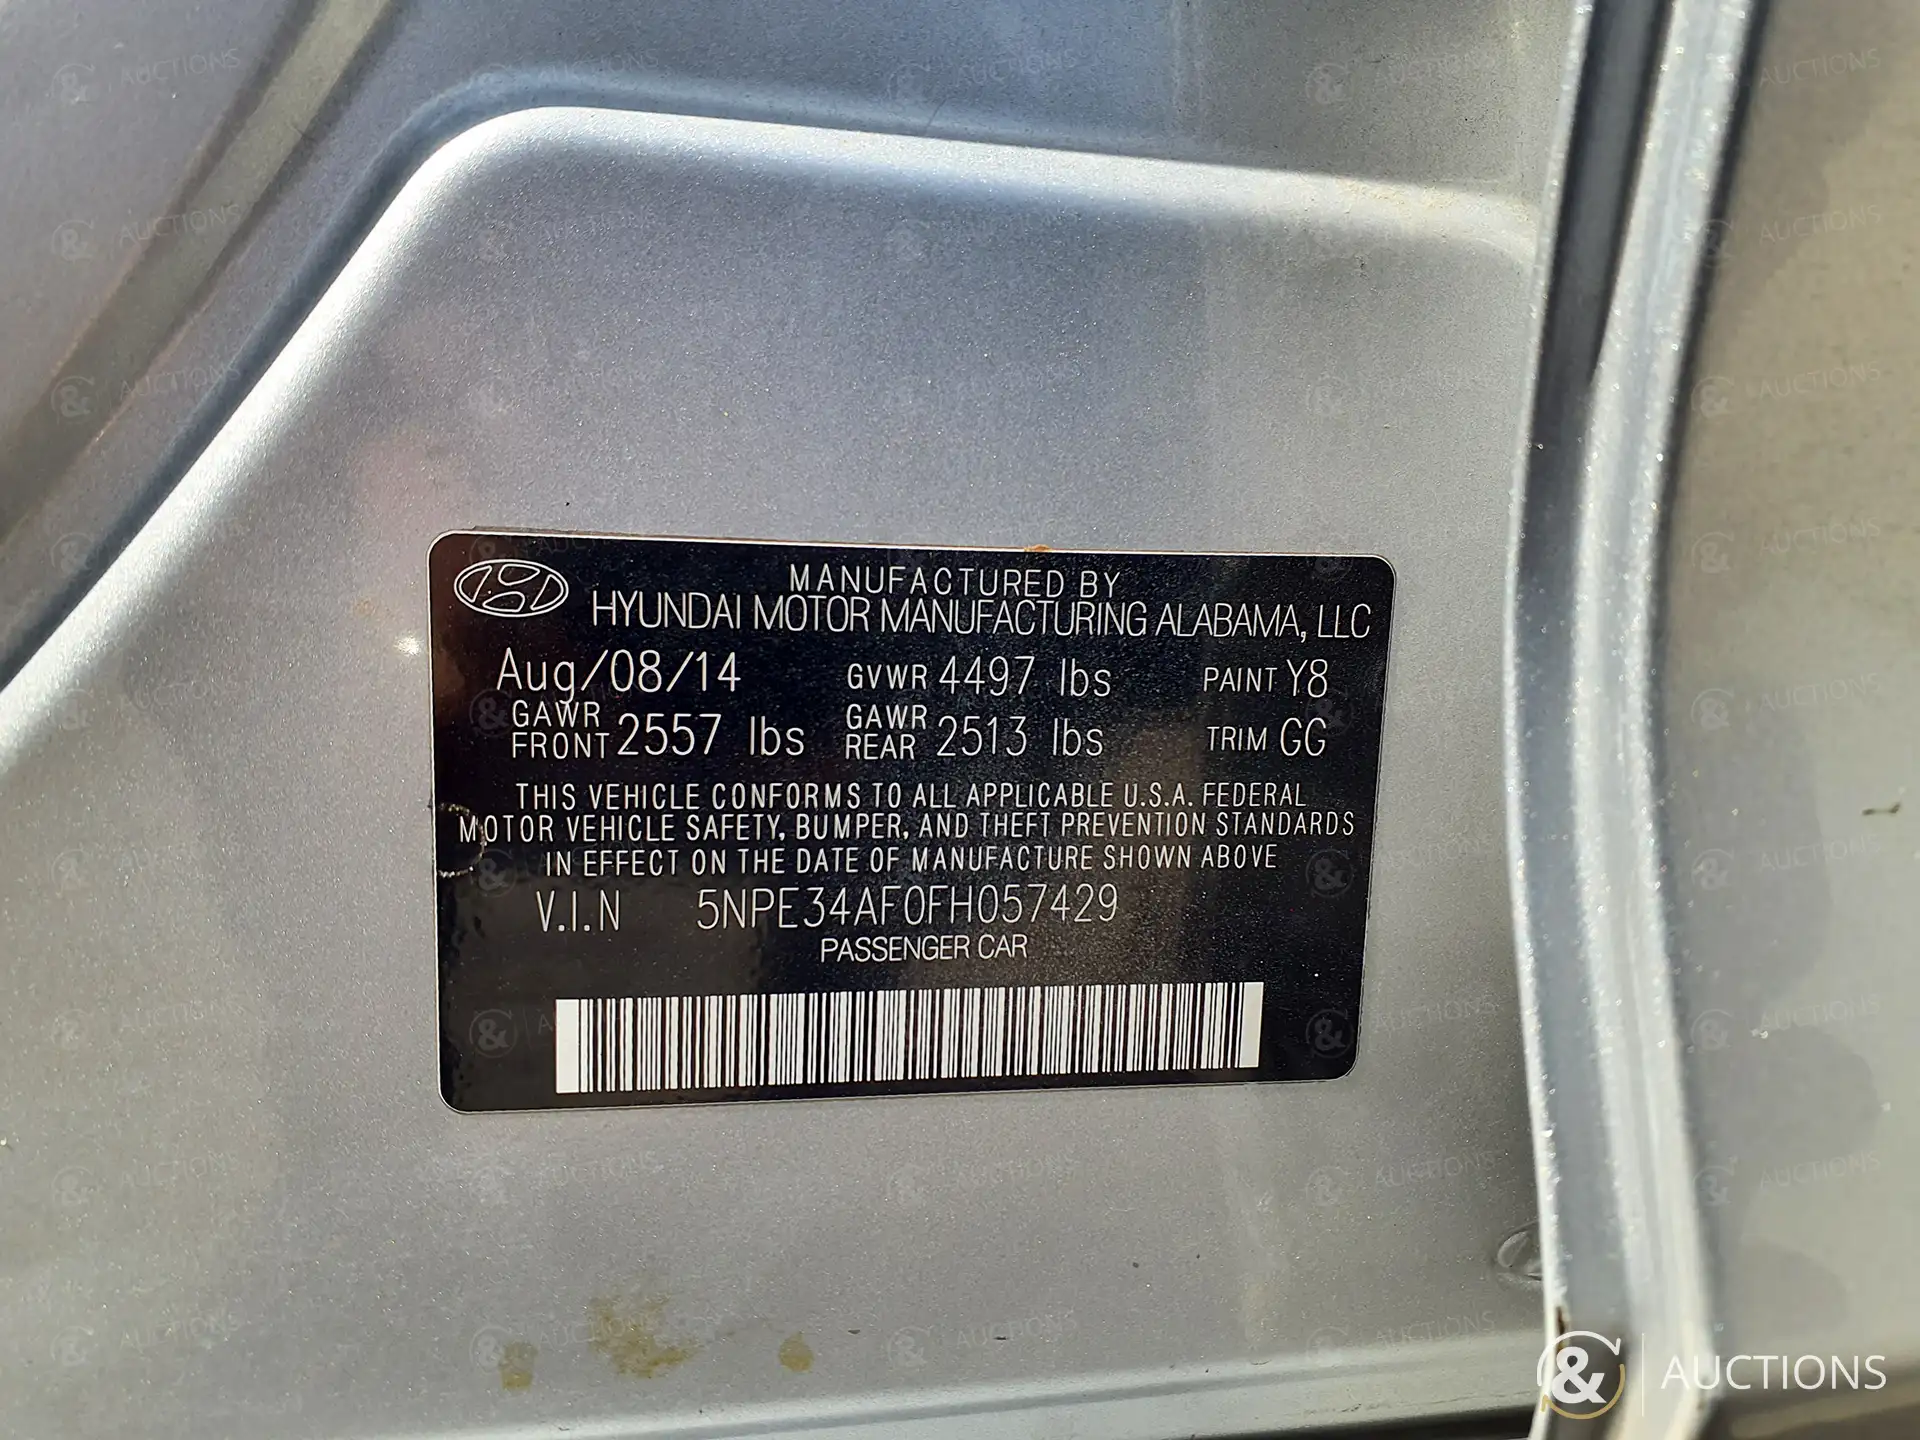 MANUFACTURED BY
HYUNDAI MOTOR MANUFACTURING ALABAMA, LLC
Aug/08/14 GVWR 4497 lbs PAINT Y8
GAWR FRONT 2557 lbs GAWR REAR 2513 lbs TRIM GG
THIS VEHICLE CONFORMS TO ALL APPLICABLE U.S.A. FEDERAL
MOTOR VEHICLE SAFETY, BUMPER, AND THEFT PREVENTION STANDARDS
IN EFFECT ON THE DATE OF MANUFACTURE SHOWN ABOVE
V.I.N 5NPE34AF0FH057429
PASSENGER CAR
& AUCTIONS